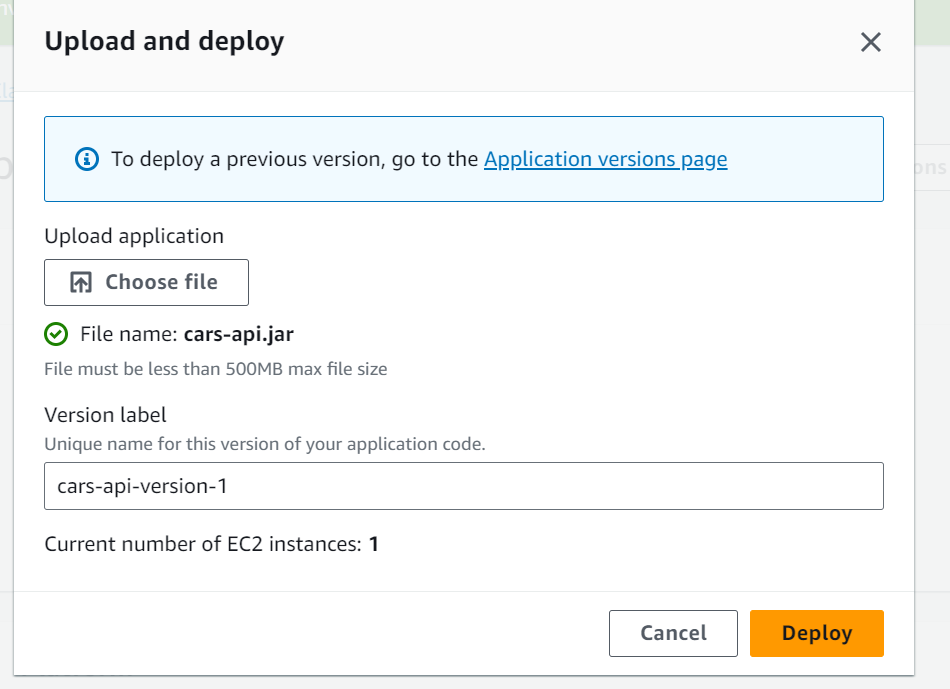 Upload and deploy
To deploy a previous version, go to the Application versions page
Upload application
Choose file
File name: cars-api.jar
File must be less than 500MB max file size
Version label
Unique name for this version of your application code.
cars-api-version-1
Current number of EC2 instances: 1
Cancel
Deploy